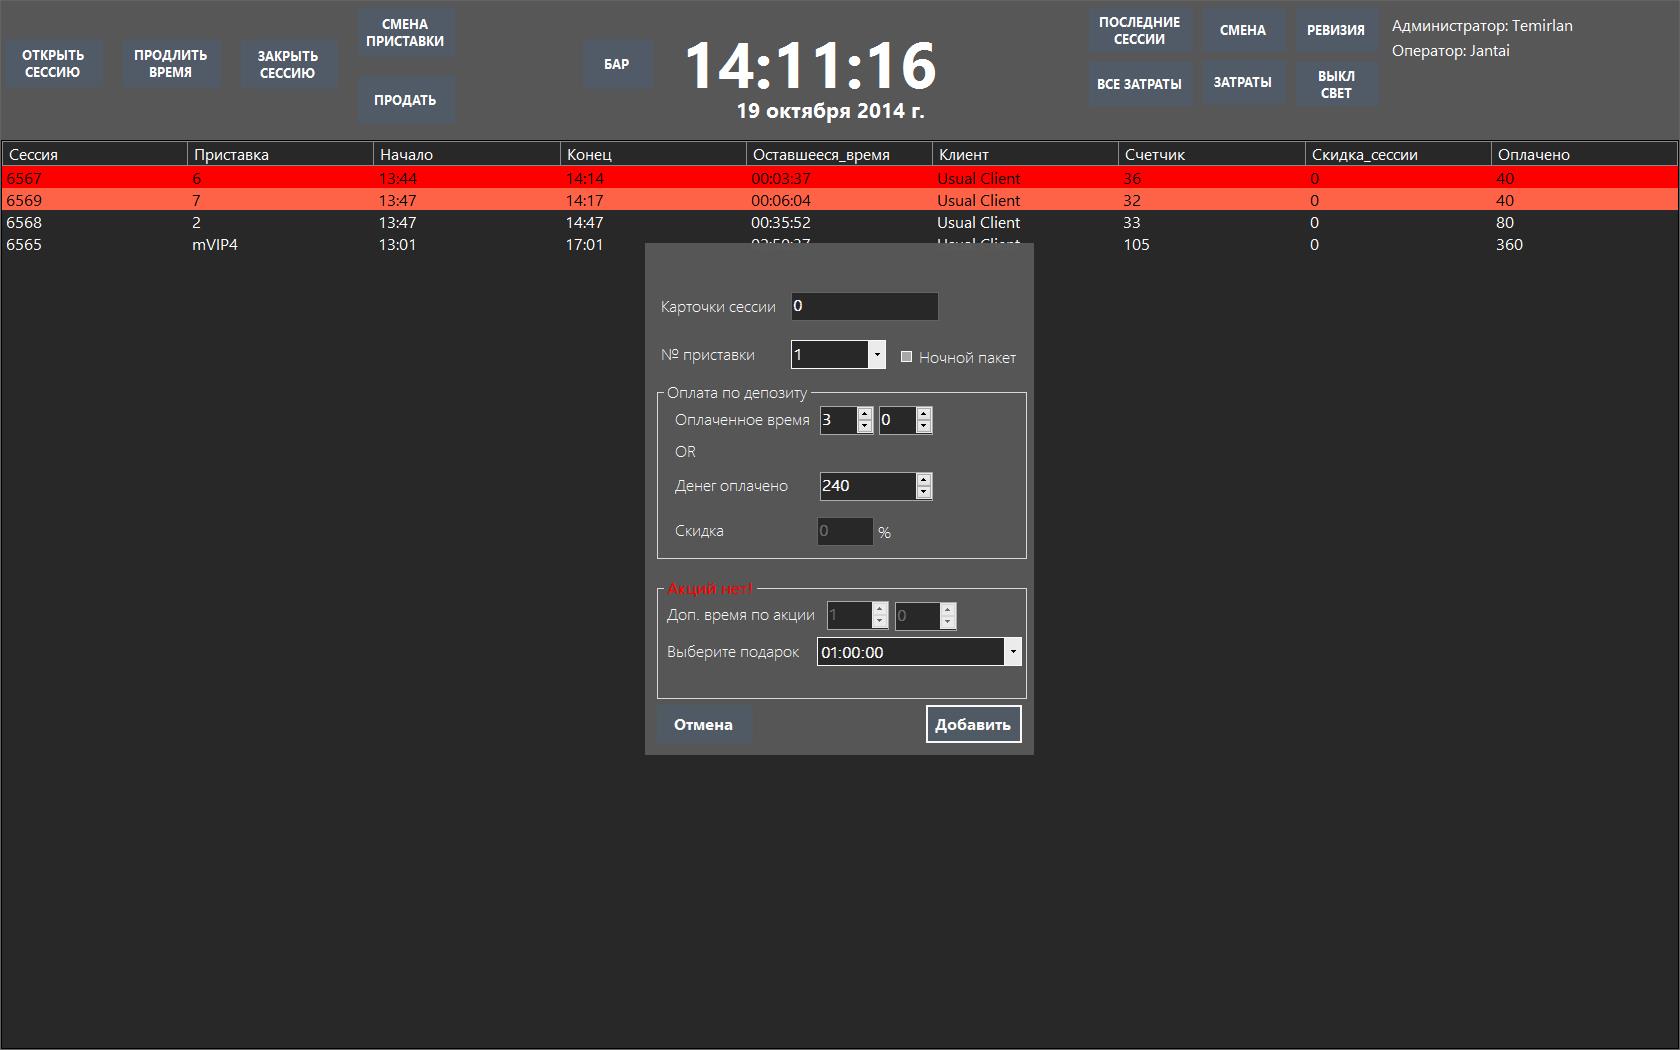 ОТКРЫТЬ
СЕССИЮ
ПРОДЛИТЬ
ВРЕМЯ
ЗАКРЫТЬ
СЕССИЮ
СМЕНА
ПРИСТАВКИ
ПРОДАТЬ
БАР
14:11:16
19 октября 2014 г.
ПОСЛЕДНИЕ
СЕССИИ
СМЕНА
РЕВИЗИЯ
ВСЕ ЗАТРАТЫ
ЗАТРАТЫ
ВЫКЛ
СВЕТ
Администратор: Temirlan
Оператор: Jantai
Сессия Приставка Начало Конец Оставшееся_время Клиент Счетчик Скидка_сессии Оплачено
6567 6 13:44 14:14 00:03:37 Usual Client 36 0 40
6569 7 13:47 14:17 00:06:04 Usual Client 32 0 40
6568 2 13:47 14:47 00:35:52 Usual Client 33 0 80
6565 mVIP4 13:01 17:01 Usual Client 105 0 360
Карточки сессии 0
№ приставки 1 Ночной пакет
Оплата по депозиту
Оплаченное время 3 0
OR
Денег оплачено 240
Скидка 0 %
Акций нет!
Доп. время по акции 1 0
Выберите подарок 01:00:00
Отмена Добавить